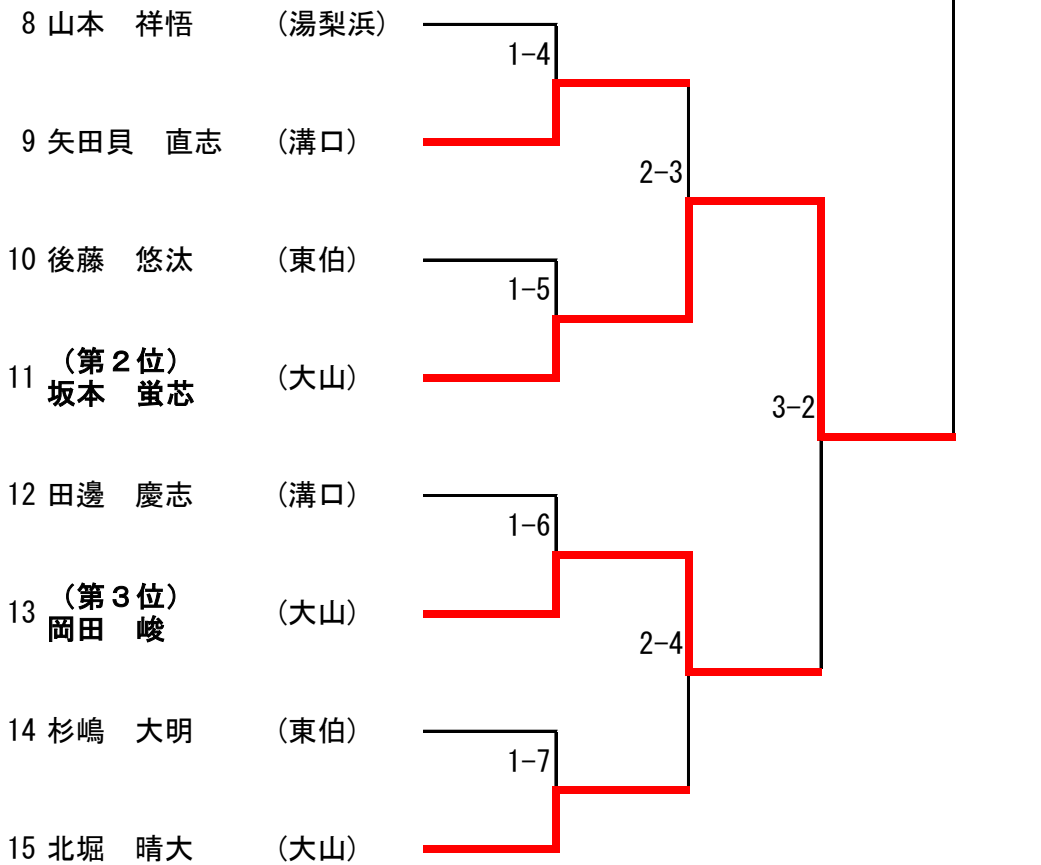 8 山本　祥悟　（湯梨浜）
1-4
9 矢田貝　直志　（溝口）
2-3
10 後藤　悠汰　（東伯）
1-5
（第２位）
11 坂本　蛍芯　（大山）
3-2
12 田邊　慶志　（溝口）
1-6
（第３位）
13 岡田　峻　（大山）
2-4
14 杉嶋　大明　（東伯）
1-7
15 北堀　晴大　（大山）